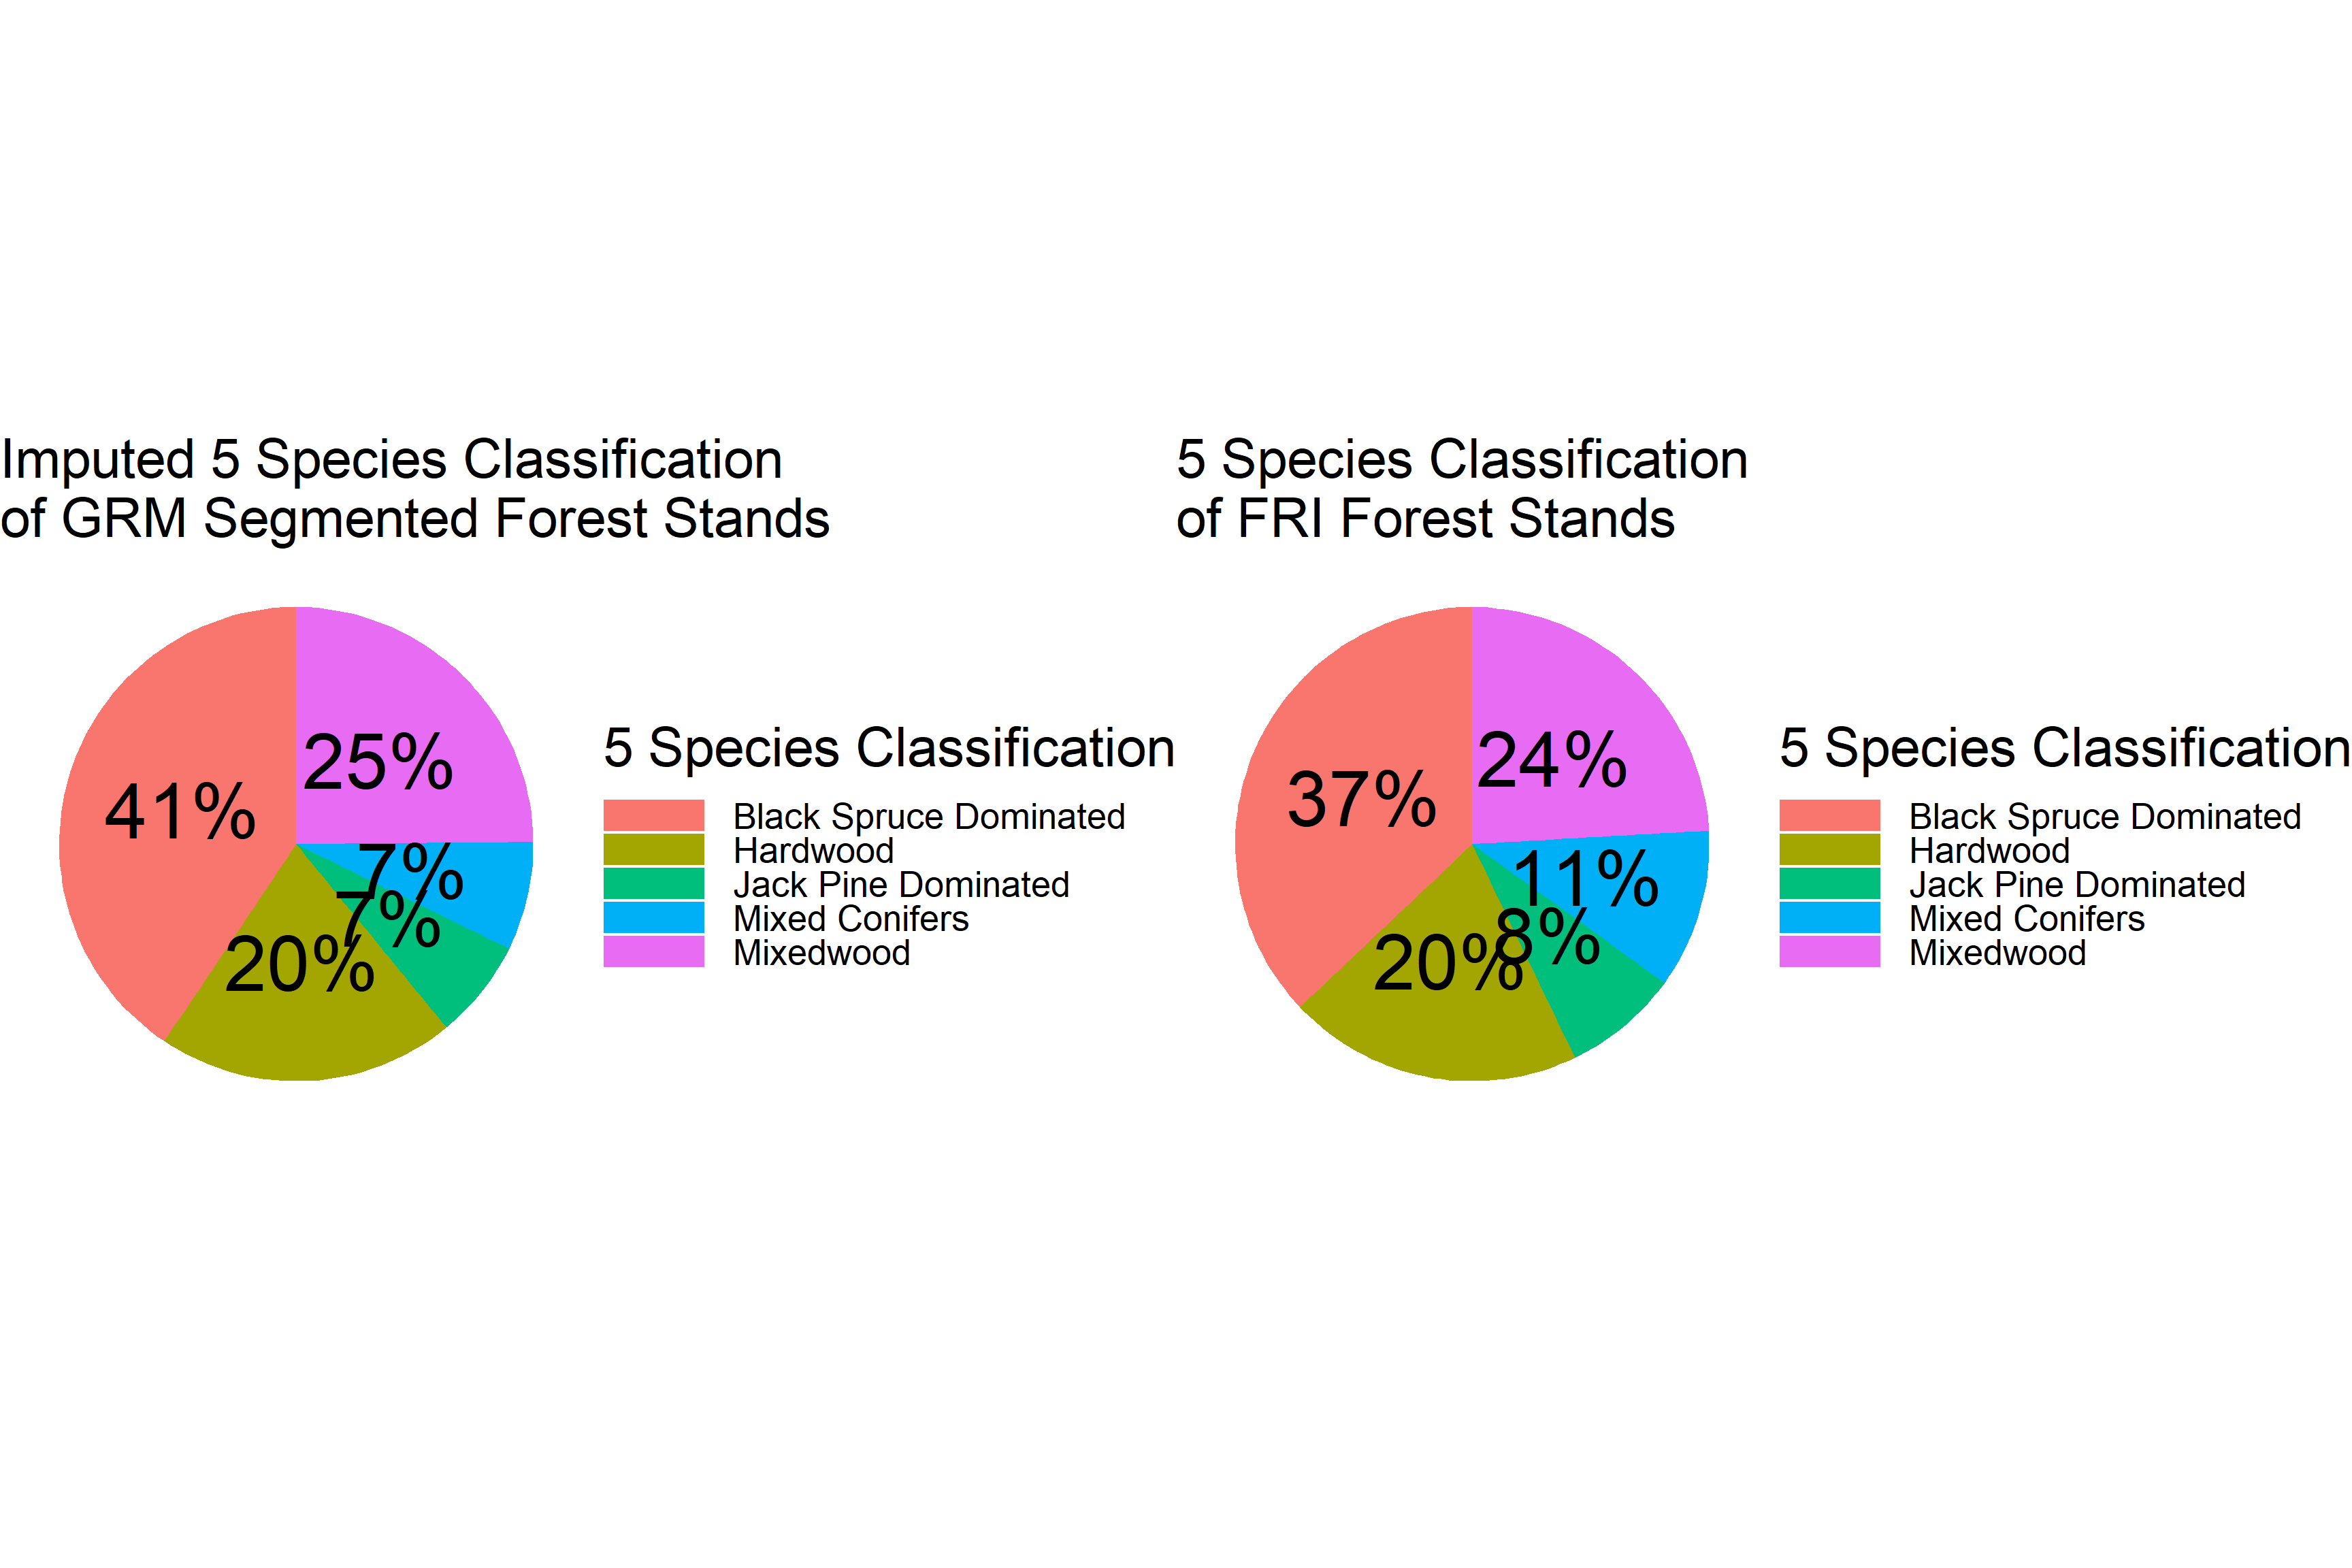 Imputed 5 Species Classification
of GRM Segmented Forest Stands
25%
41%
7%
7%
20%
5 Species Classification
Black Spruce Dominated
Hardwood
Jack Pine Dominated
Mixed Conifers
Mixedwood
5 Species Classification
of FRI Forest Stands
24%
37%
11%
8%
20%
5 Species Classification
Black Spruce Dominated
Hardwood
Jack Pine Dominated
Mixed Conifers
Mixedwood